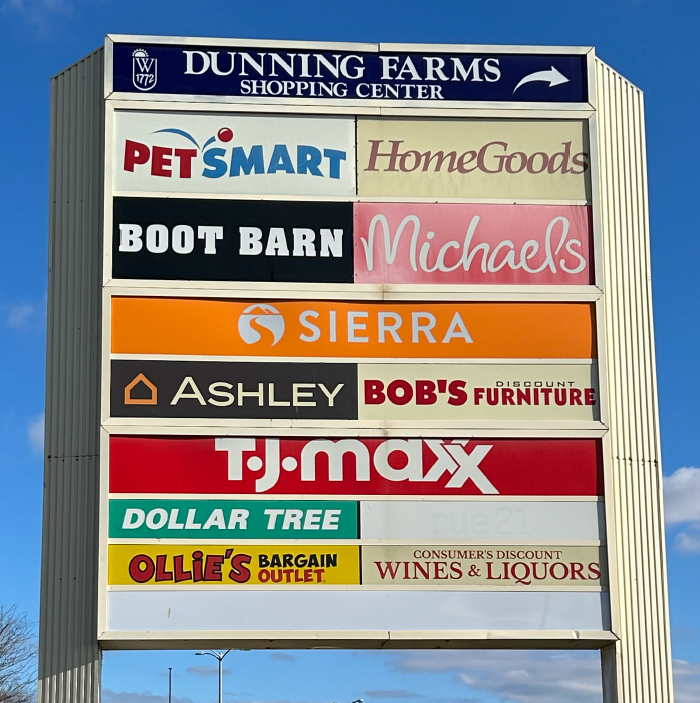 W
1772
DUNNING FARMS
SHOPPING CENTER
PETSMART
HomeGoods
BOOT BARN
Michaels
SIERRA
ASHLEY
BOB'S DISCOUNT FURNITURE
T.J.maxx
DOLLAR TREE
rue21
OLLiE'S BARGAIN OUTLET
CONSUMER'S DISCOUNT
WINES & LIQUORS